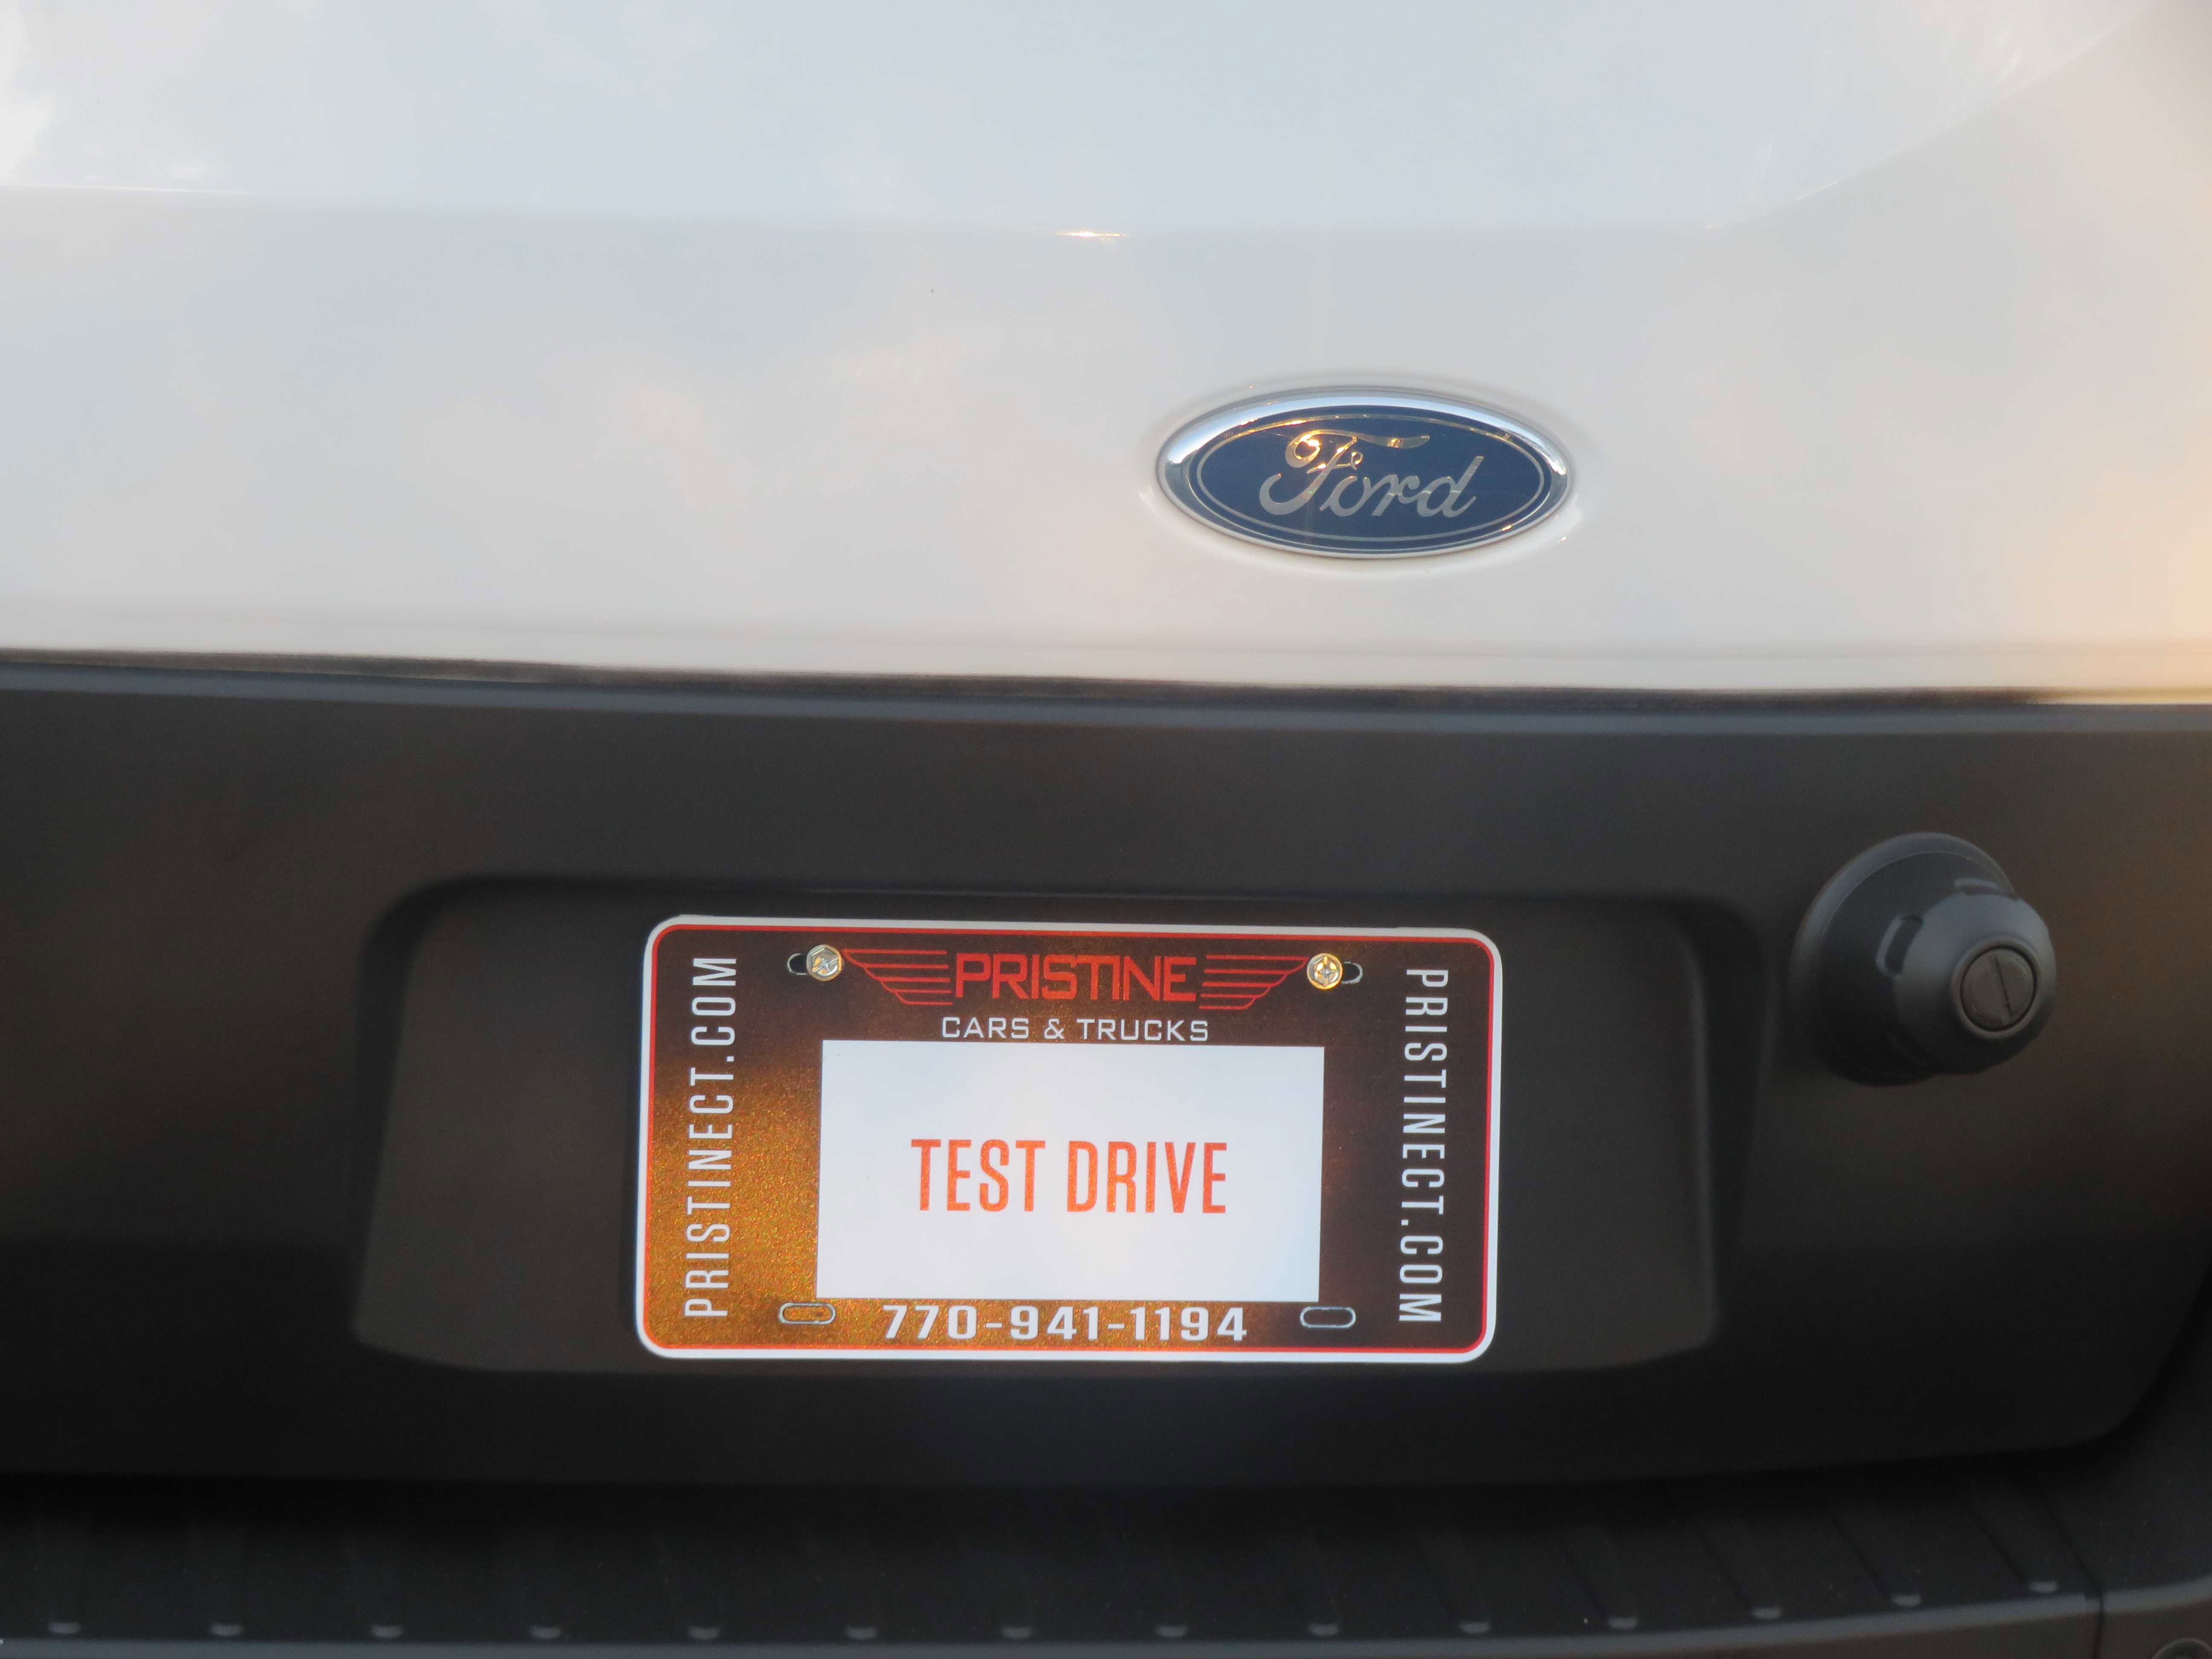 Ford
PRISTINE
CARS & TRUCKS
PRISTINECT.COM
TEST DRIVE
PRISTINECT.COM
770-941-1194